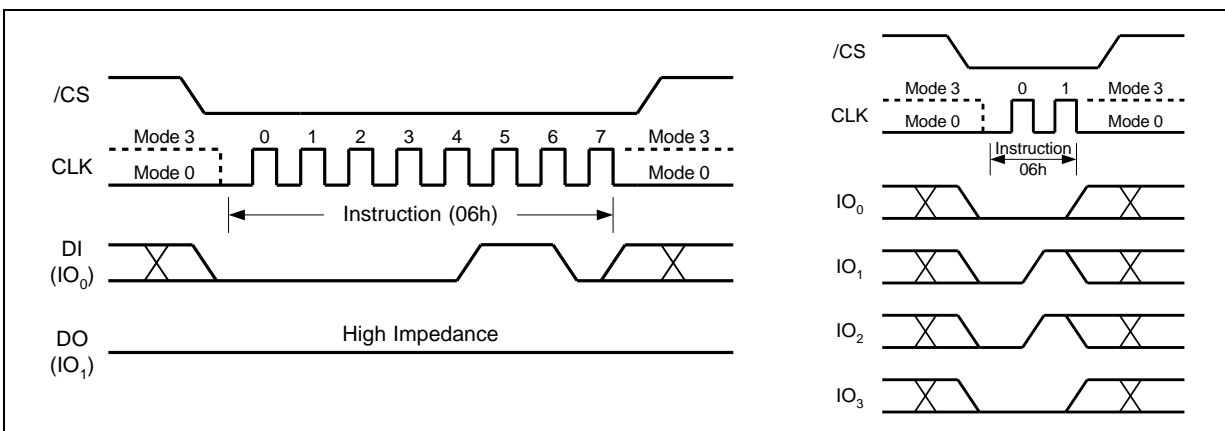 /CS
Mode 3 0 1 2 3 4 5 6 7 Mode 3
CLK Mode 0 Mode 0
Instruction (06h)
DI
(IO0)
DO High Impedance
(IO1)
/CS
Mode 3 0 1 Mode 3
CLK Mode 0 Mode 0
Instruction
06h
IO0
IO1
IO2
IO3